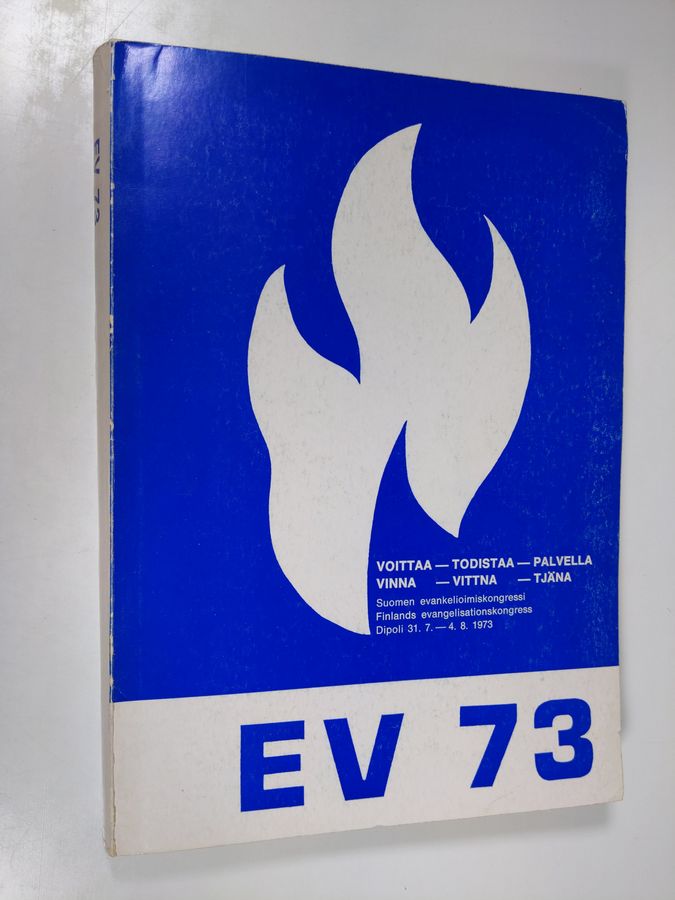 EV 73
VOITTAA — TODISTAA — PALVELLA
VINNA — VITTNA — TJÄNA
Suomen evankelioimiskongressi
Finlands evangelisationskongress
Dipoli 31. 7. — 4. 8. 1973
EV 73